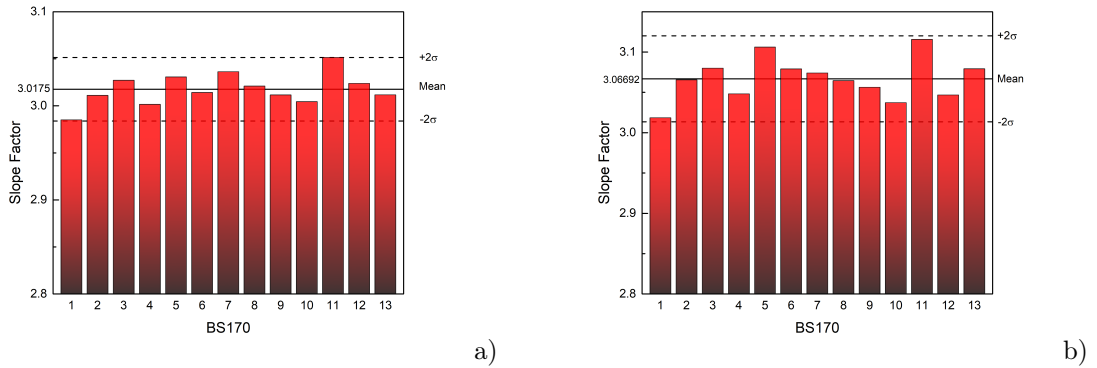 3.1
3.0175
3.0
2.9
2.8
Slope Factor
+2σ
Mean
-2σ
1 2 3 4 5 6 7 8 9 10 11 12 13
BS170
a)
3.1
3.06692
3.0
2.9
2.8
Slope Factor
+2σ
Mean
-2σ
1 2 3 4 5 6 7 8 9 10 11 12 13
BS170
b)